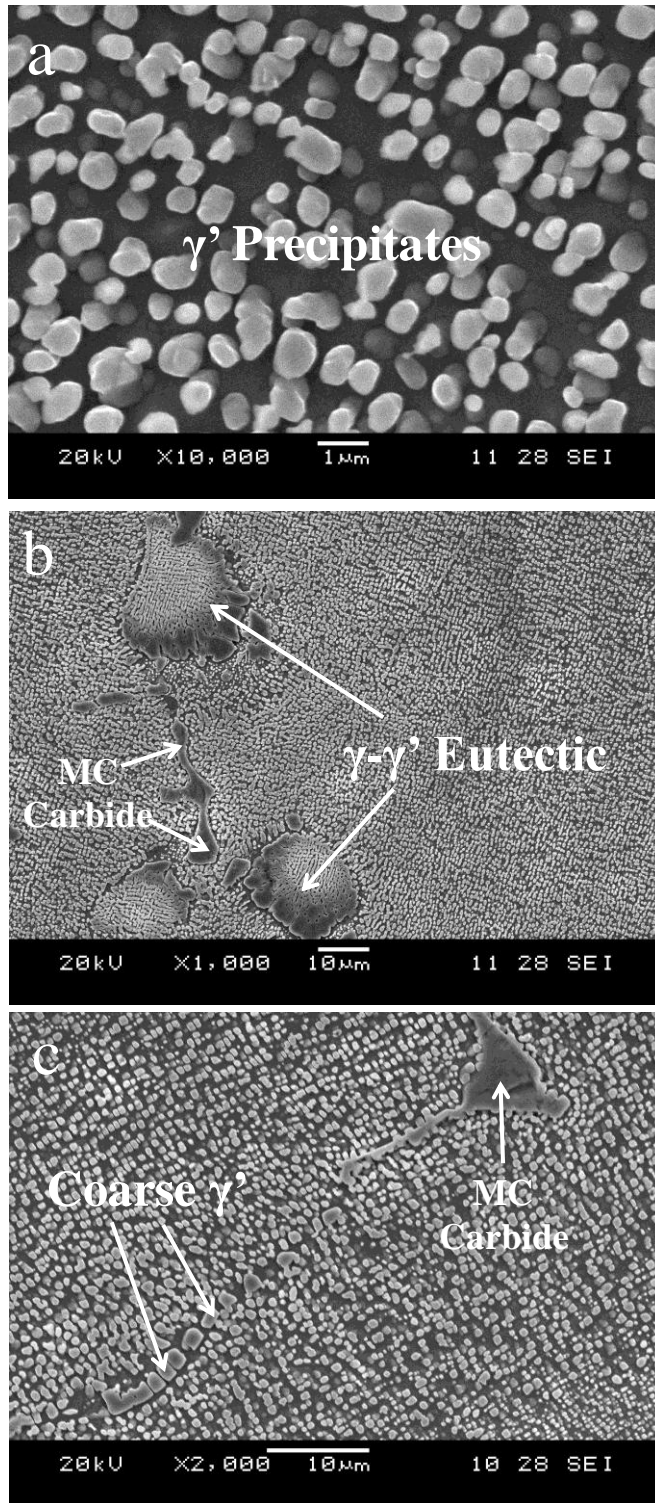 a
γ’ Precipitates
20kV X10,000 1μm 11 28 SEI
b
MC
Carbide
γ-γ’ Eutectic
20kV X1,000 10μm 11 28 SEI
c
Coarse γ’
MC
Carbide
20kV X2,000 10μm 10 28 SEI